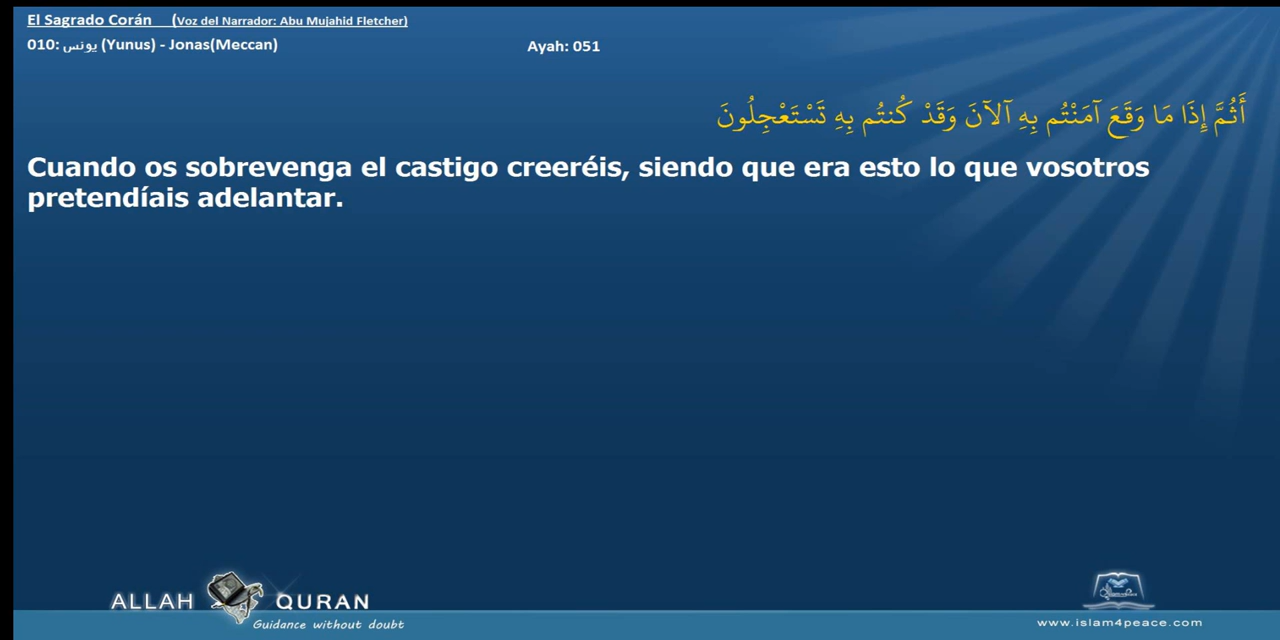 El Sagrado Corán (Voz del Narrador: Abu Mujahid Fletcher)
010: يونس (Yunus) - Jonas(Meccan) Ayah: 051
أَثُمَّ إِذَا مَا وَقَعَ آمَنْتُم بِهِ آلآنَ وَقَدْ كُنتُم بِهِ تَسْتَعْجِلُونَ
Cuando os sobrevenga el castigo creeréis, siendo que era esto lo que vosotros
pretendíais adelantar.
ALLAH QURAN
Guidance without doubt
www.islam4peace.com